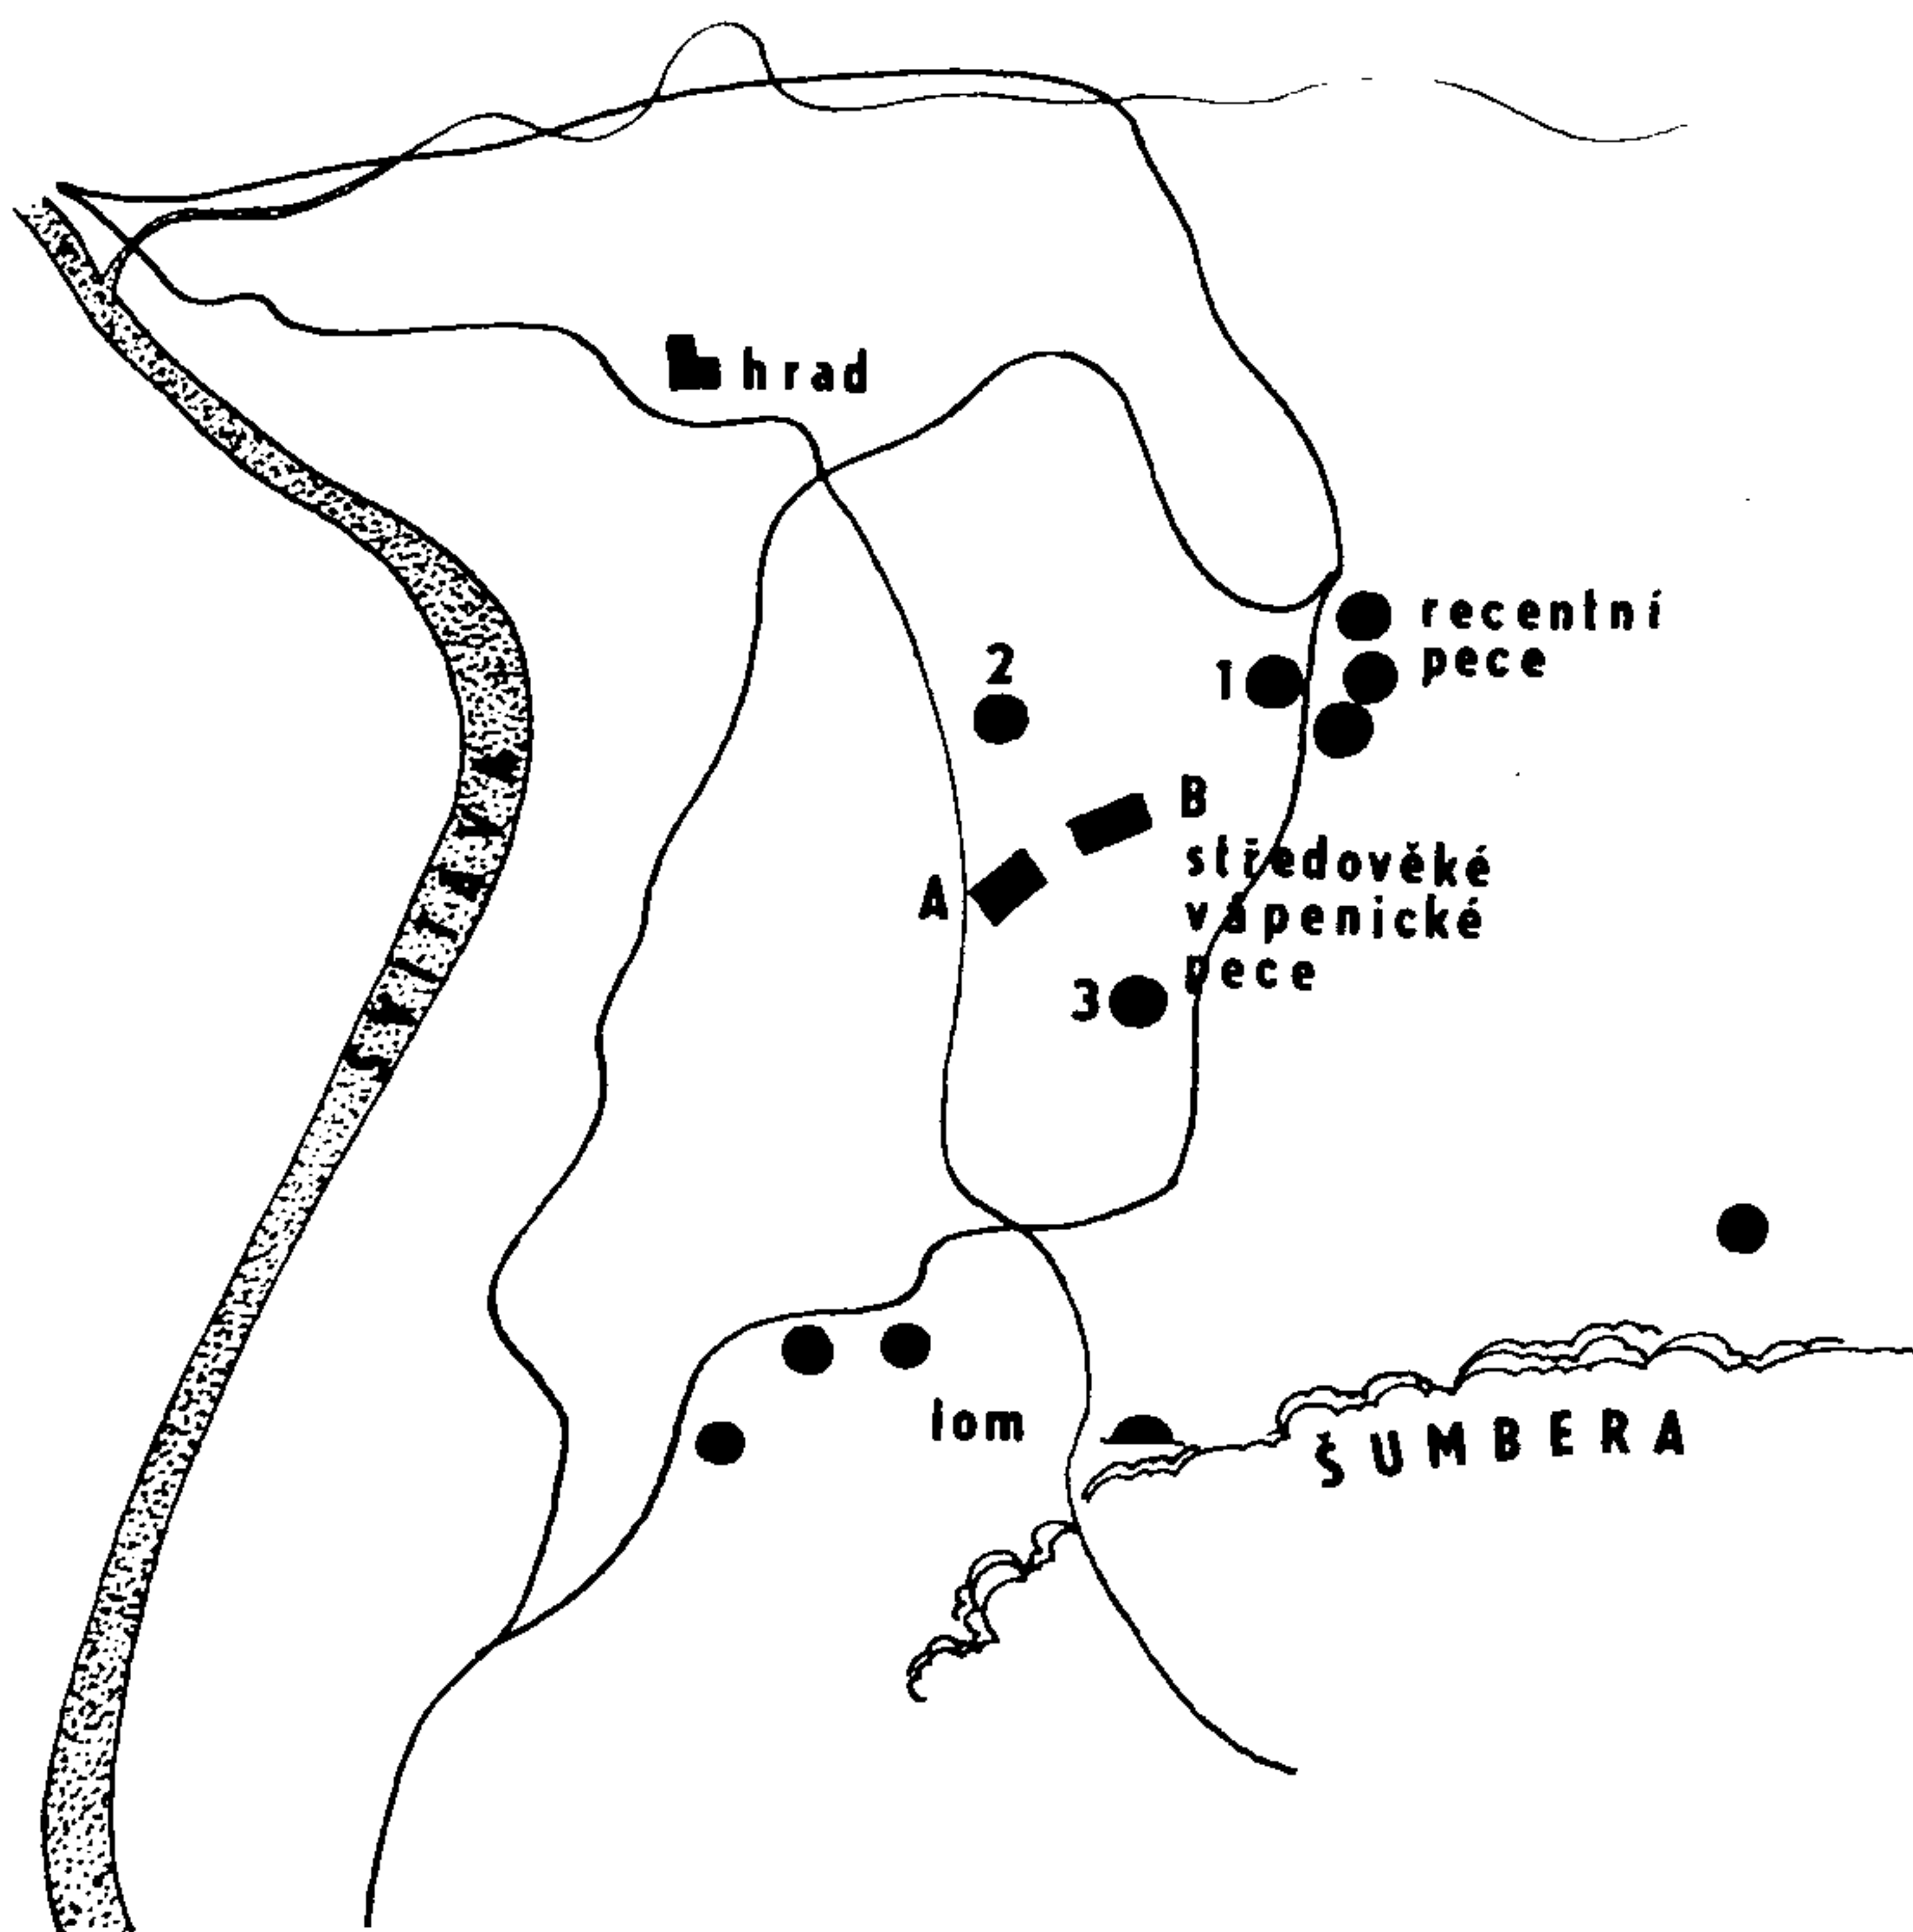 hrad
recentní
pece
1
2
B
středověké
vápenické
pece
A
3
SVITAVA
lom
ŠUMBERA